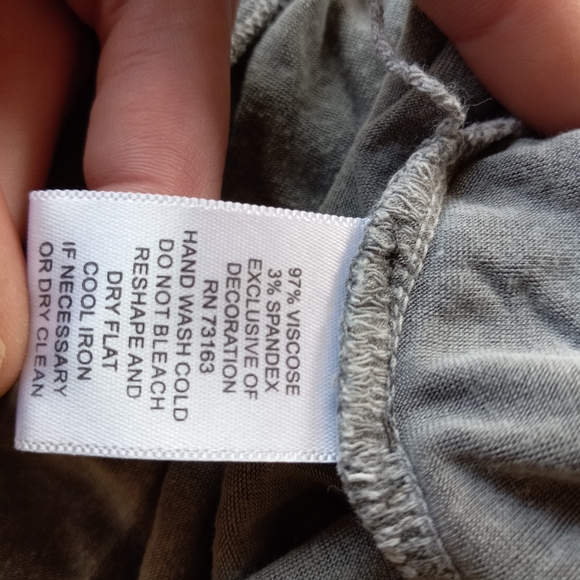 97% VISCOSE
3% SPANDEX
EXCLUSIVE OF
DECORATION
RN 73163
HAND WASH COLD
DO NOT BLEACH
RESHAPE AND
DRY FLAT
COOL IRON
IF NECESSARY
OR DRY CLEAN